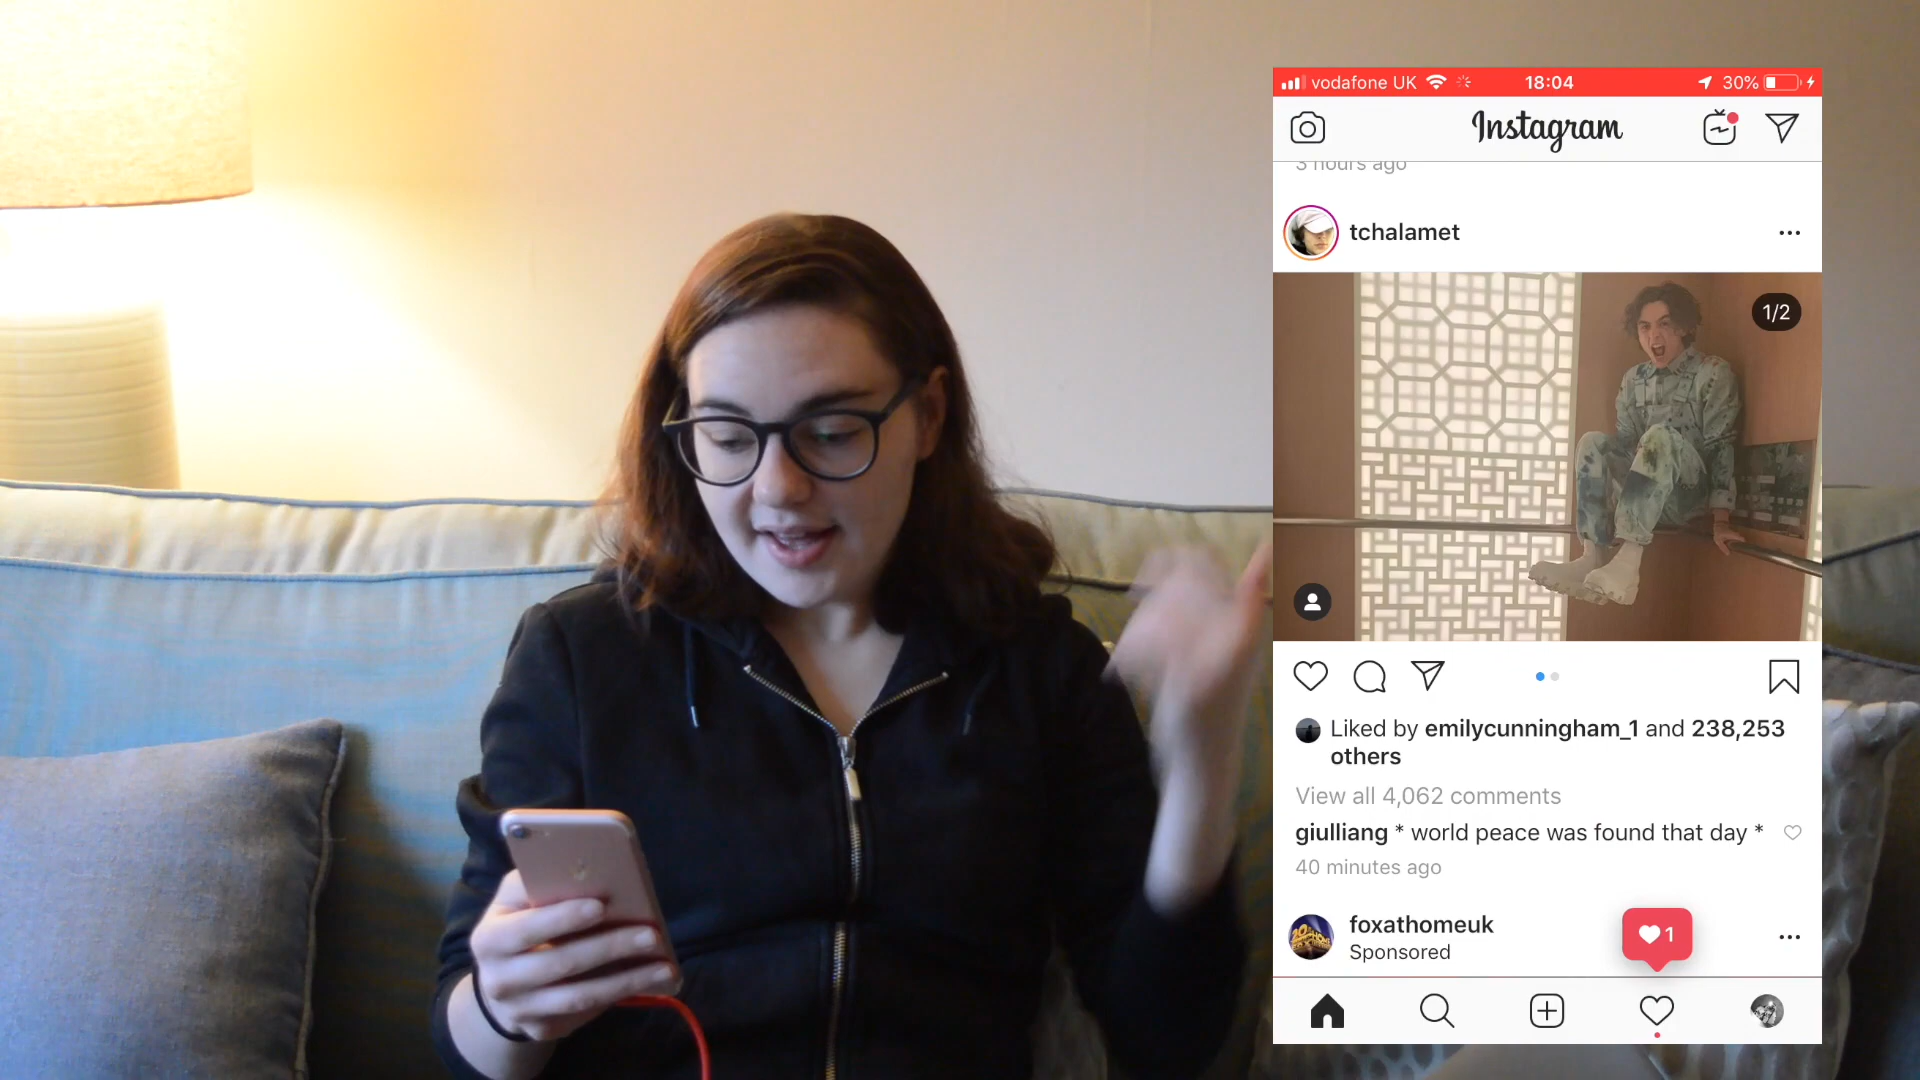 vodafone UK 18:04 30%
Instagram
3 hours ago
tchalamet
1/2
Liked by emilycunningham_1 and 238,253
others
View all 4,062 comments
giulliang * world peace was found that day *
40 minutes ago
foxathomeuk
Sponsored
1